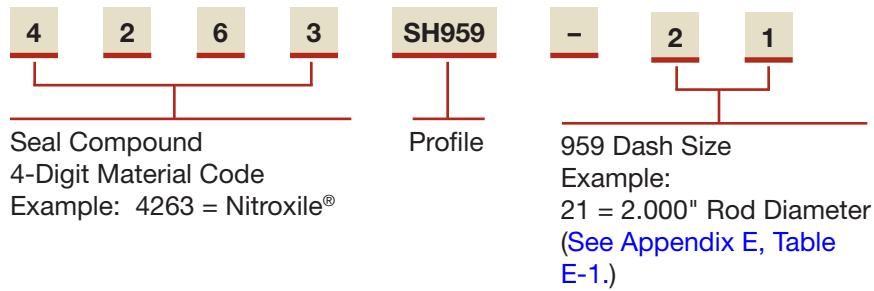 4 2 6 3 SH959 – 2 1
Seal Compound
4-Digit Material Code
Example: 4263 = Nitroxile®
Profile
959 Dash Size
Example:
21 = 2.000" Rod Diameter
(See Appendix E, Table
E-1.)